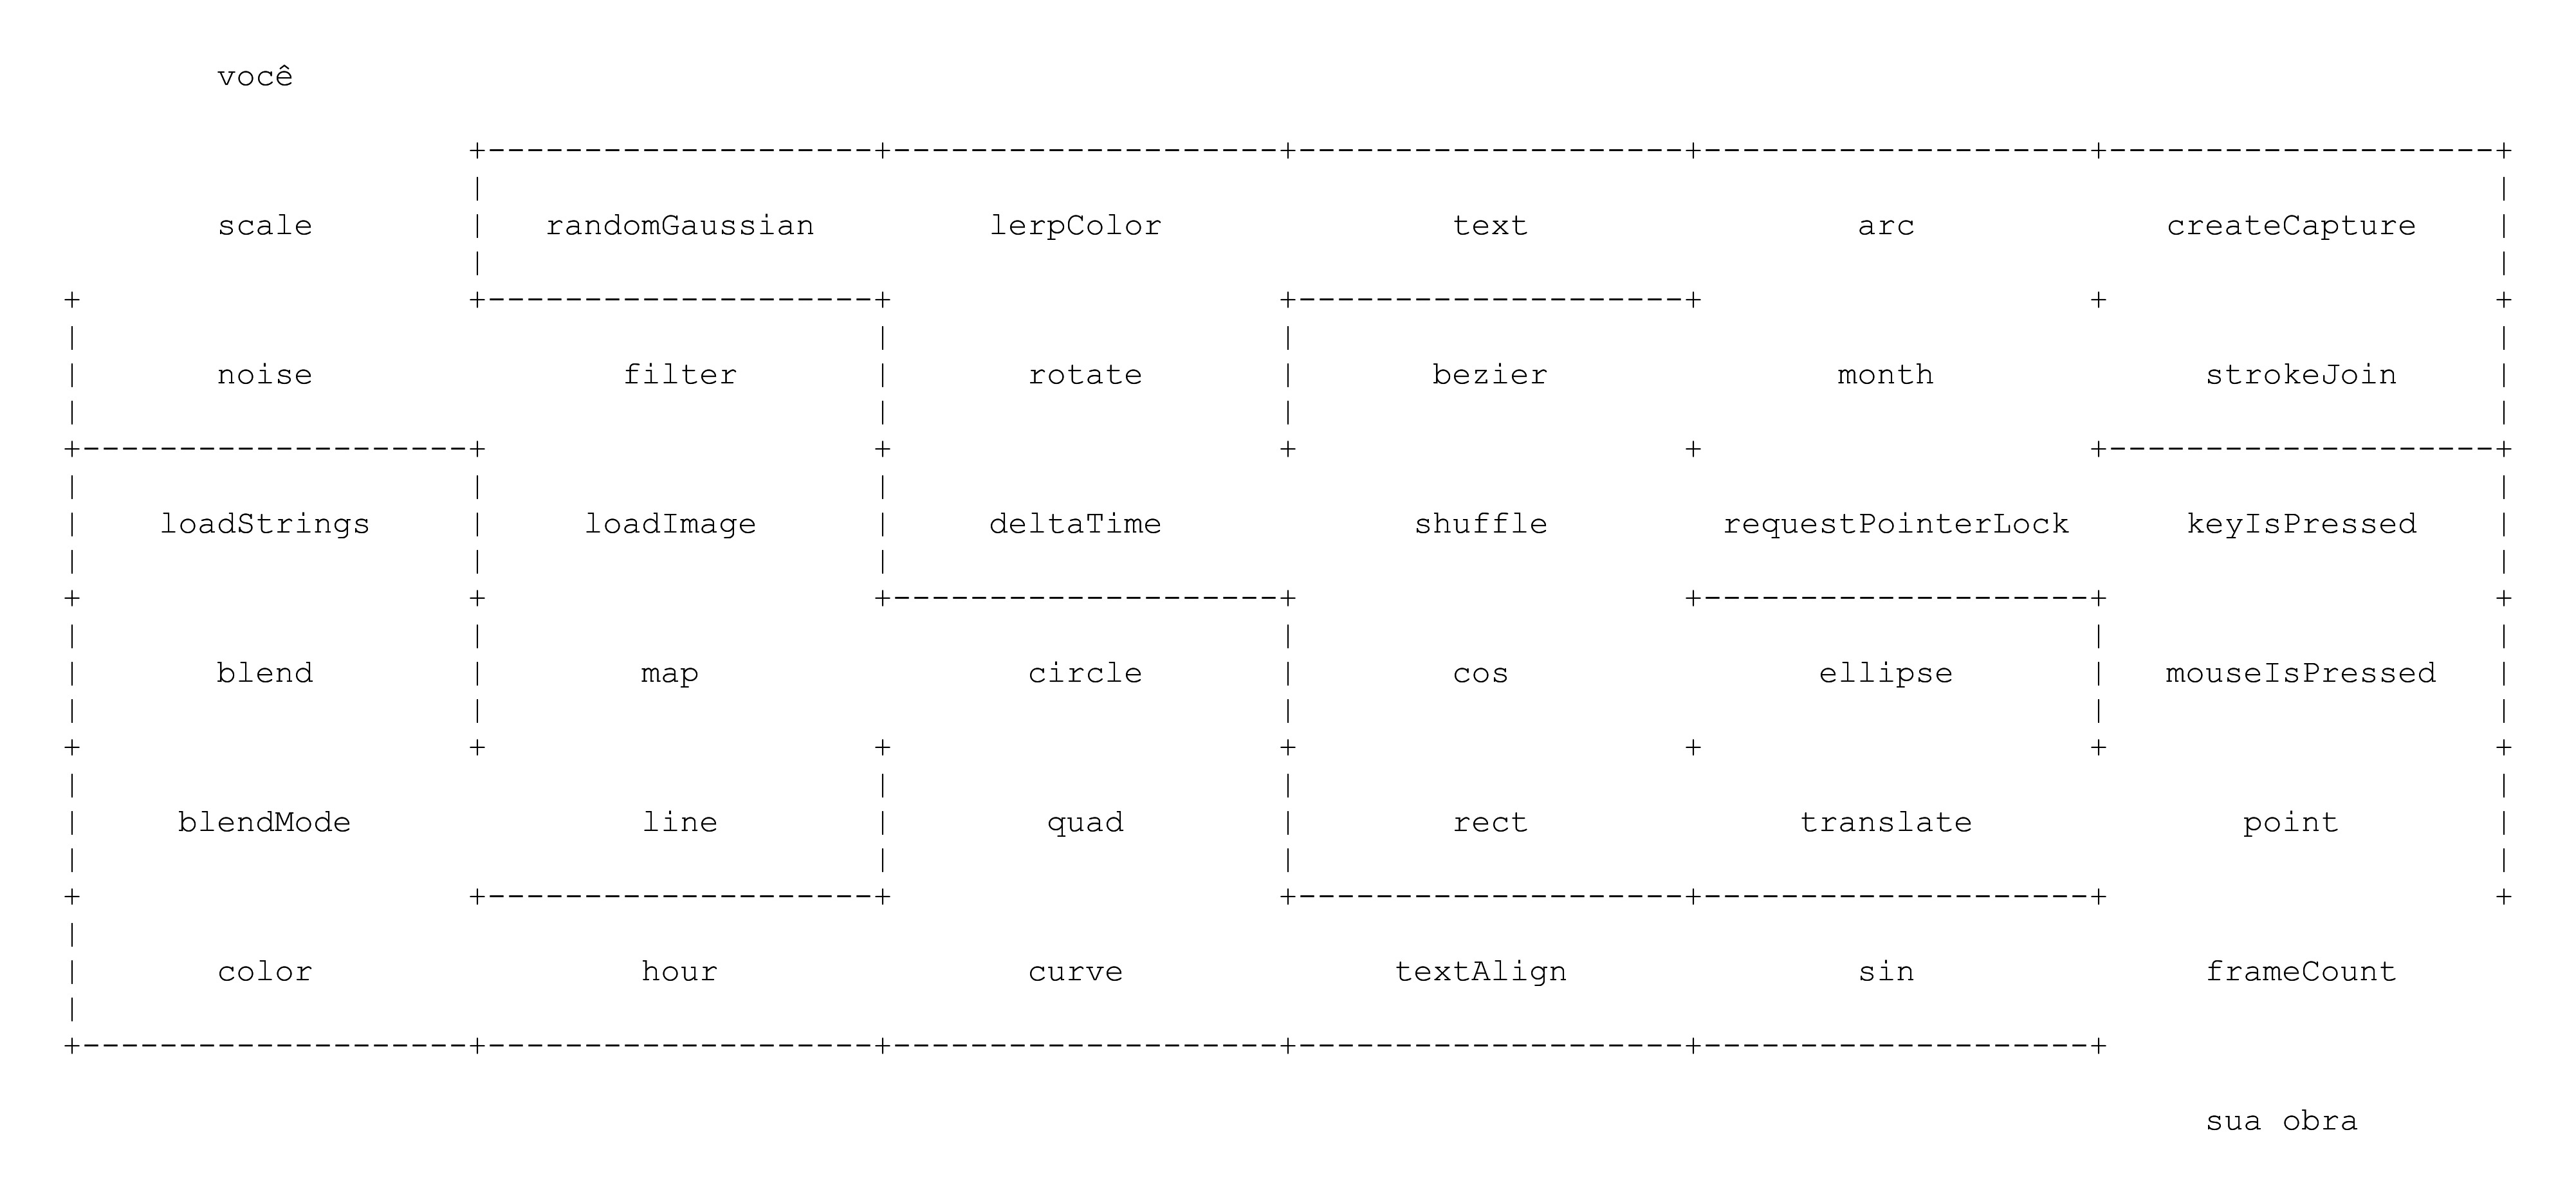 você
scale randomGaussian lerpColor text arc createCapture
noise filter rotate bezier month strokeJoin
loadStrings loadImage deltaTime shuffle requestPointerLock keyIsPressed
blend map circle cos ellipse mouseIsPressed
blendMode line quad rect translate point
color hour curve textAlign sin frameCount
sua obra